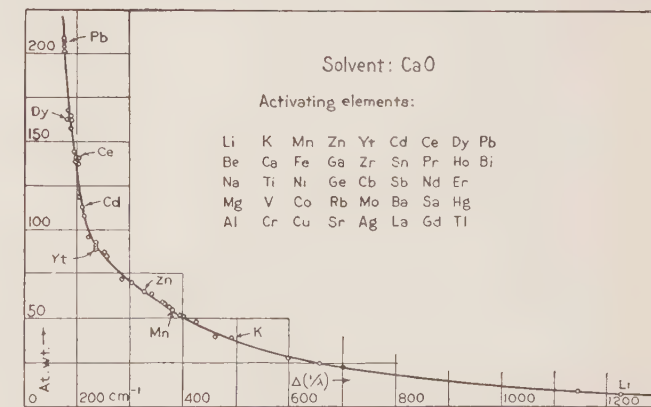 200
Pb
Solvent: CaO
Activating elements:
Dy
150
Ce
Li K Mn Zn Yt Cd Ce Dy Pb
Be Ca Fe Ga Zr Sn Pr Ho Bi
Na Ti Ni Ge Cb Sb Nd Er
Mg V Co Rb Mo Ba Sa Hg
Al Cr Cu Sr Ag La Gd Tl
Cd
100
Yt
Zn
50
Mn
K
At. wt. →
Δ(1/λ) →
Li
0 200 cm-1 400 600 800 1000 1200